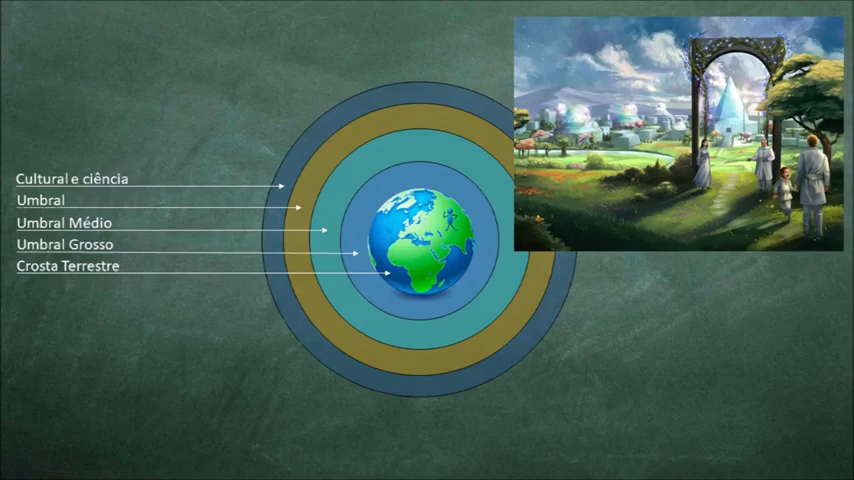 Cultural e ciência
Umbral
Umbral Médio
Umbral Grosso
Crosta Terrestre